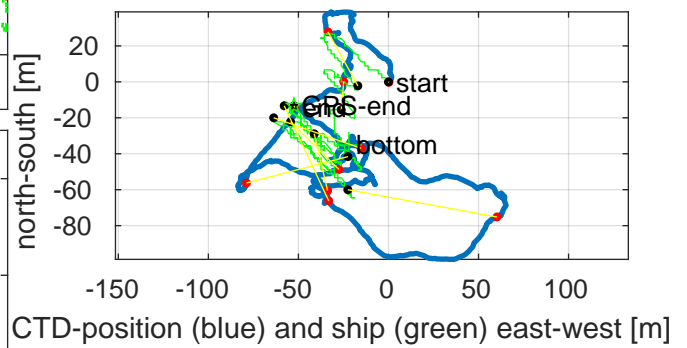 20
0
-20
-40
-60
-80
north-south [m]
start
GPS-end
end
bottom
-150 -100 -50 0 50 100
CTD-position (blue) and ship (green) east-west [m]